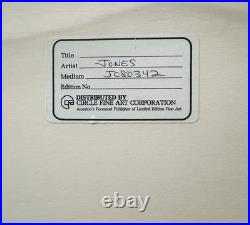 Title
Artist JONES
Medium JC80342
Edition No.
DISTRIBUTED BY
CIRCLE FINE ART CORPORATION
America's Foremost Publisher of Limited Edition Fine Art